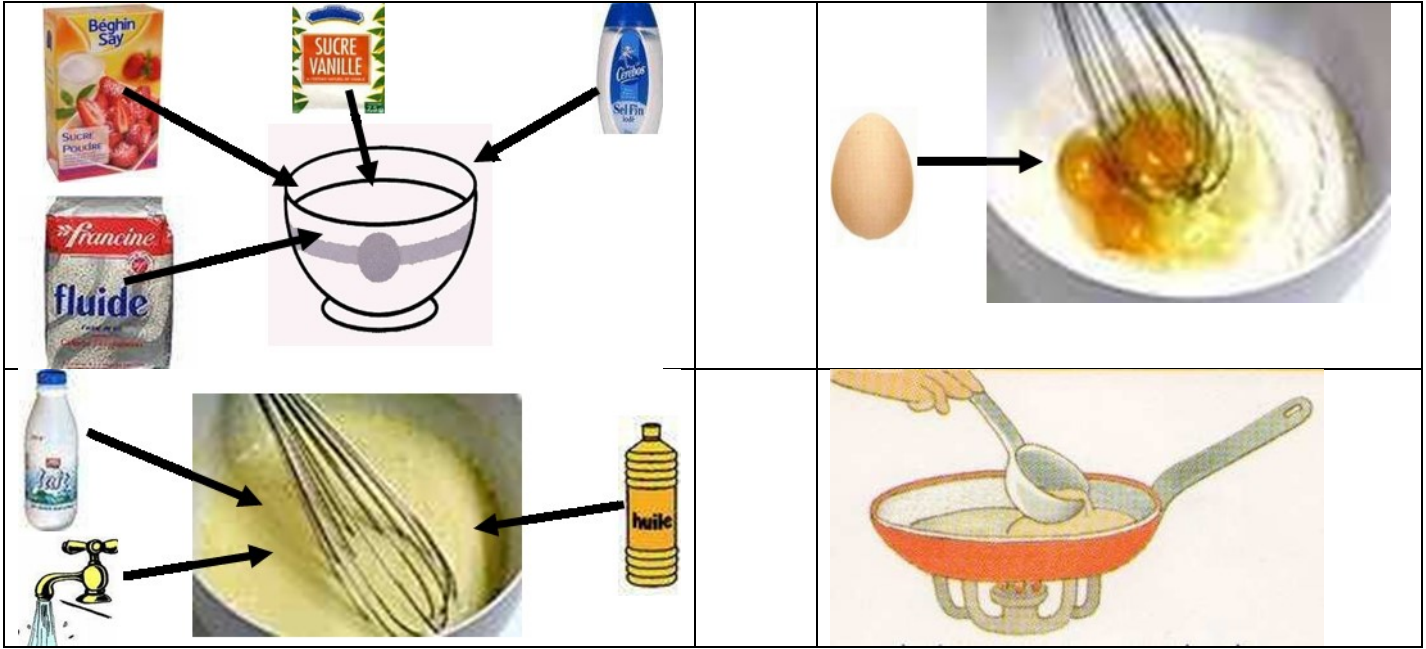 Béghin
Say
SUCRE
POUDRE
SUCRE
VANILLE
Cérébos
Sel Fin
iodé
francine
fluide
lait
huile